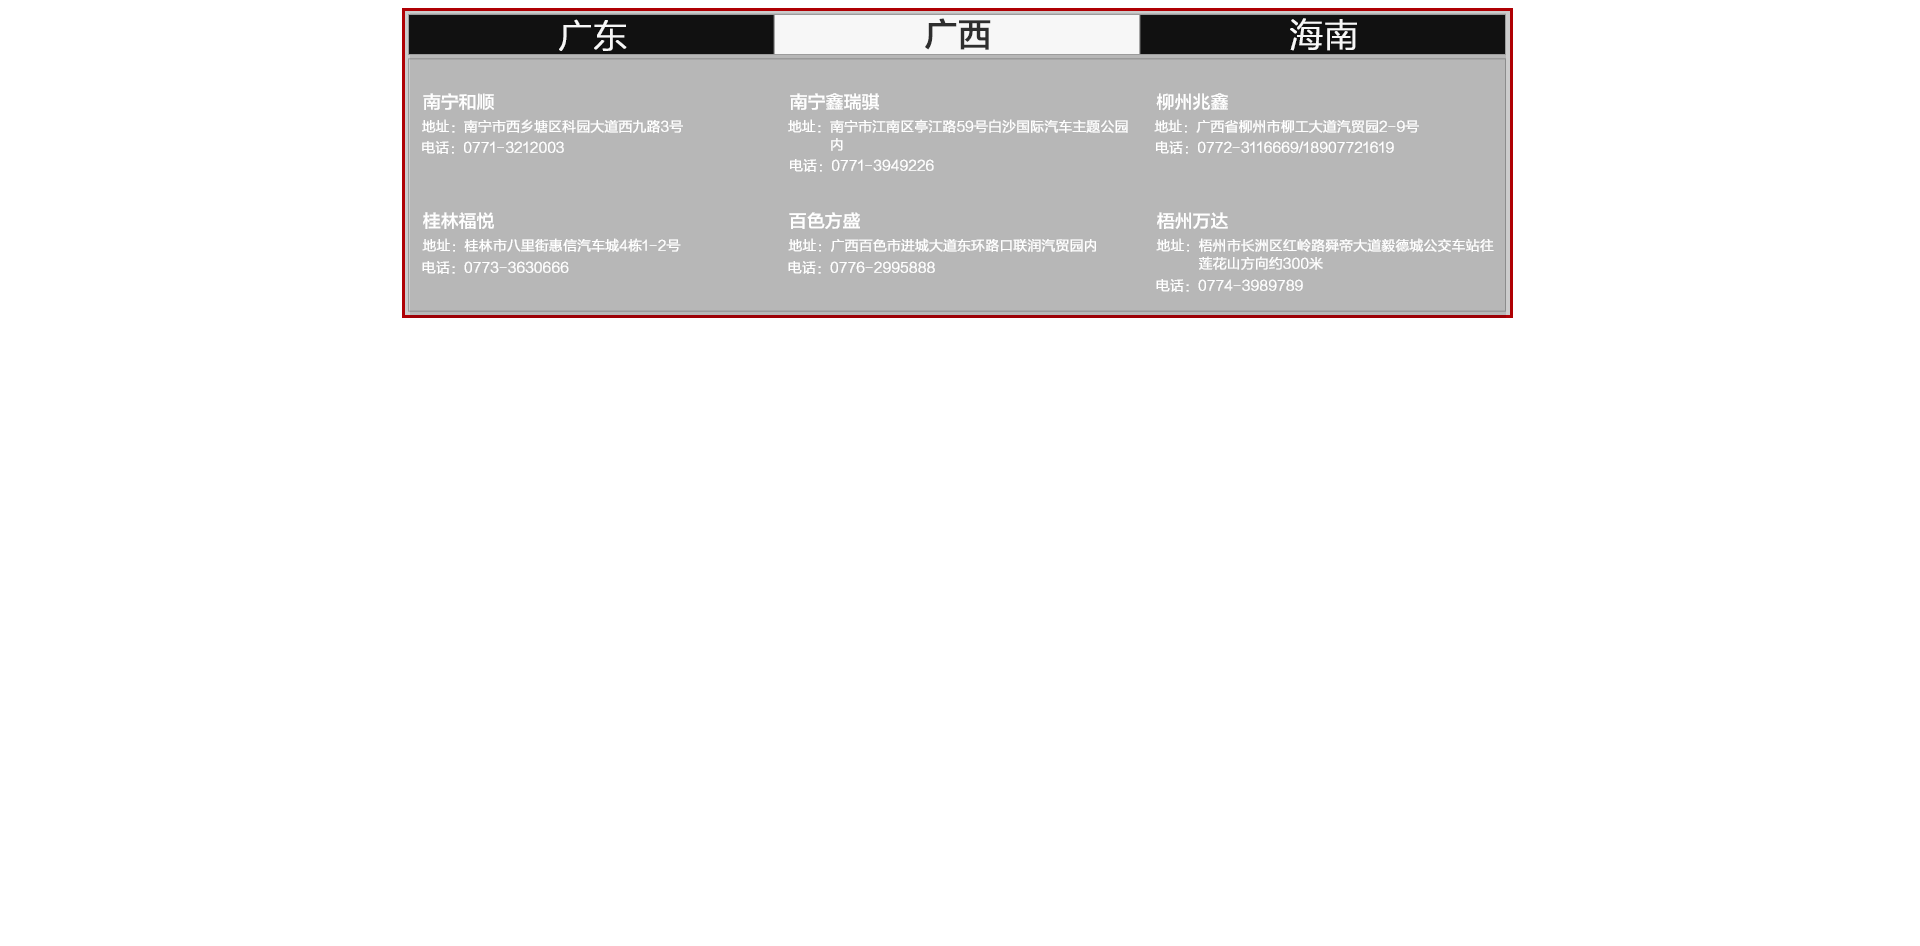 广东
广西
海南
南宁和顺
地址：南宁市西乡塘区科园大道西九路3号
电话：0771-3212003
南宁鑫瑞骐
地址：南宁市江南区亭江路59号白沙国际汽车主题公园
内
电话：0771-3949226
柳州兆鑫
地址：广西省柳州市柳工大道汽贸园2-9号
电话：0772-3116669/18907721619
桂林福悦
地址：桂林市八里街惠信汽车城4栋1-2号
电话：0773-3630666
百色方盛
地址：广西百色市进城大道东环路口联润汽贸园内
电话：0776-2995888
梧州万达
地址：梧州市长洲区红岭路舜帝大道毅德城公交车站往
莲花山方向约300米
电话：0774-3989789